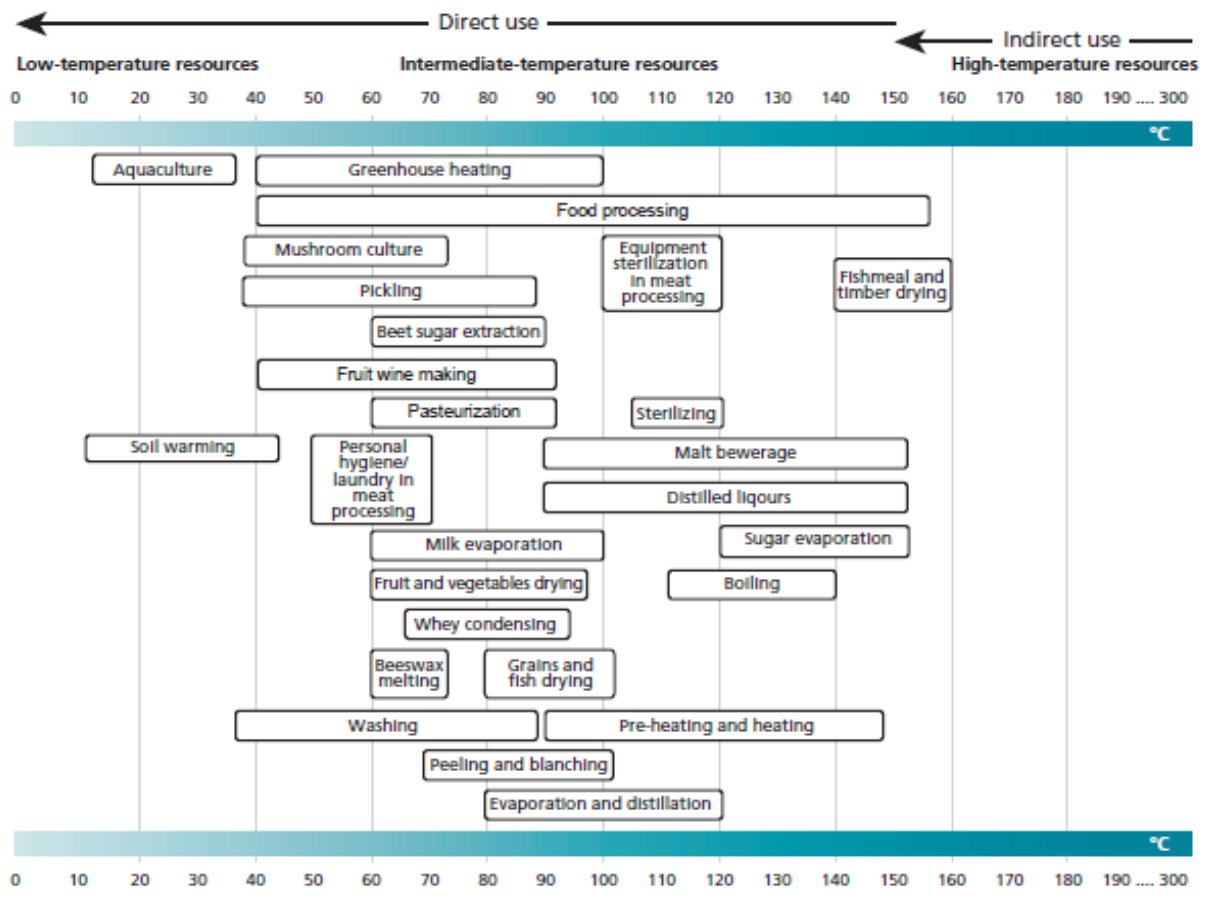 Direct use
Indirect use
Low-temperature resources Intermediate-temperature resources High-temperature resources
0 10 20 30 40 50 60 70 80 90 100 110 120 130 140 150 160 170 180 190 .... 300
°C
Aquaculture
Greenhouse heating
Food processing
Mushroom culture
Equipment
sterilization
in meat
processing
Fishmeal and
timber drying
Pickling
Beet sugar extraction
Fruit wine making
Pasteurization
Sterilizing
Soil warming
Personal
hygiene/
laundry in
meat
processing
Malt bewerage
Distilled liqours
Milk evaporation
Sugar evaporation
Fruit and vegetables drying
Boiling
Whey condensing
Beeswax
melting
Grains and
fish drying
Washing
Pre-heating and heating
Peeling and blanching
Evaporation and distillation
°C
0 10 20 30 40 50 60 70 80 90 100 110 120 130 140 150 160 170 180 190 .... 300